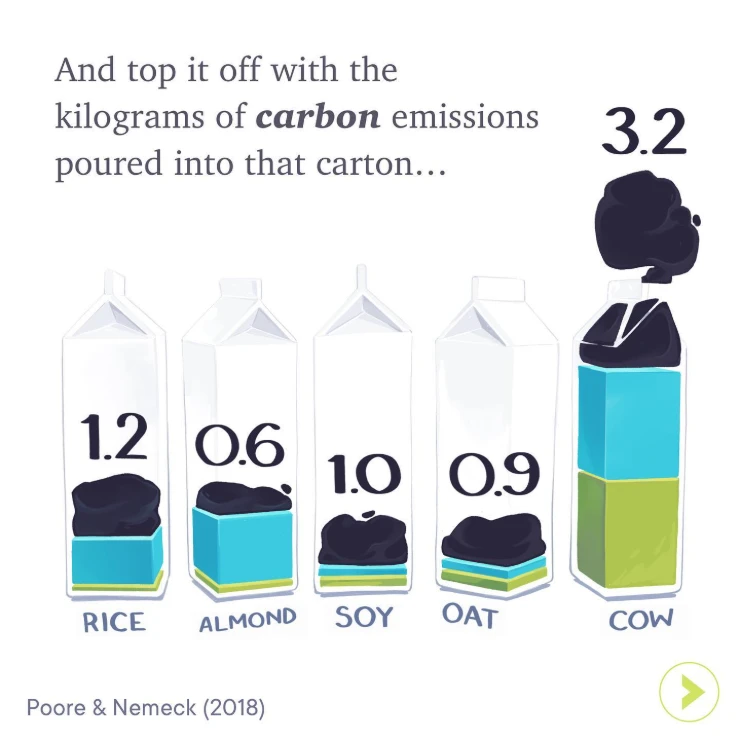 And top it off with the
kilograms of carbon emissions
poured into that carton...
3.2
1.2
0.6
1.0
0.9
RICE
ALMOND
SOY
OAT
COW
Poore & Nemeck (2018)